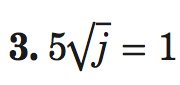 3. 5√j = 1